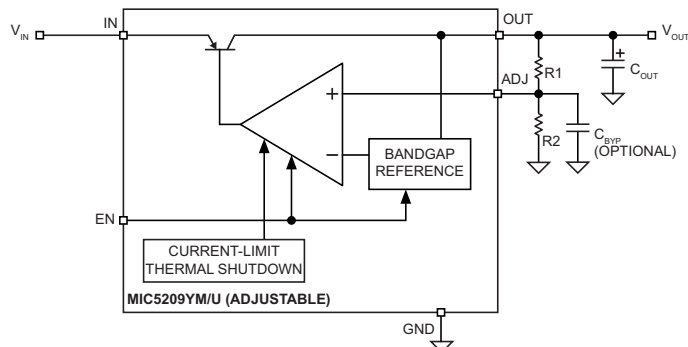 IN
OUT
V_IN
V_OUT
R1
C_OUT
ADJ
+
+
−
R2
C_BYP
(OPTIONAL)
BANDGAP
REFERENCE
EN
CURRENT-LIMIT
THERMAL SHUTDOWN
MIC5209YM/U (ADJUSTABLE)
GND